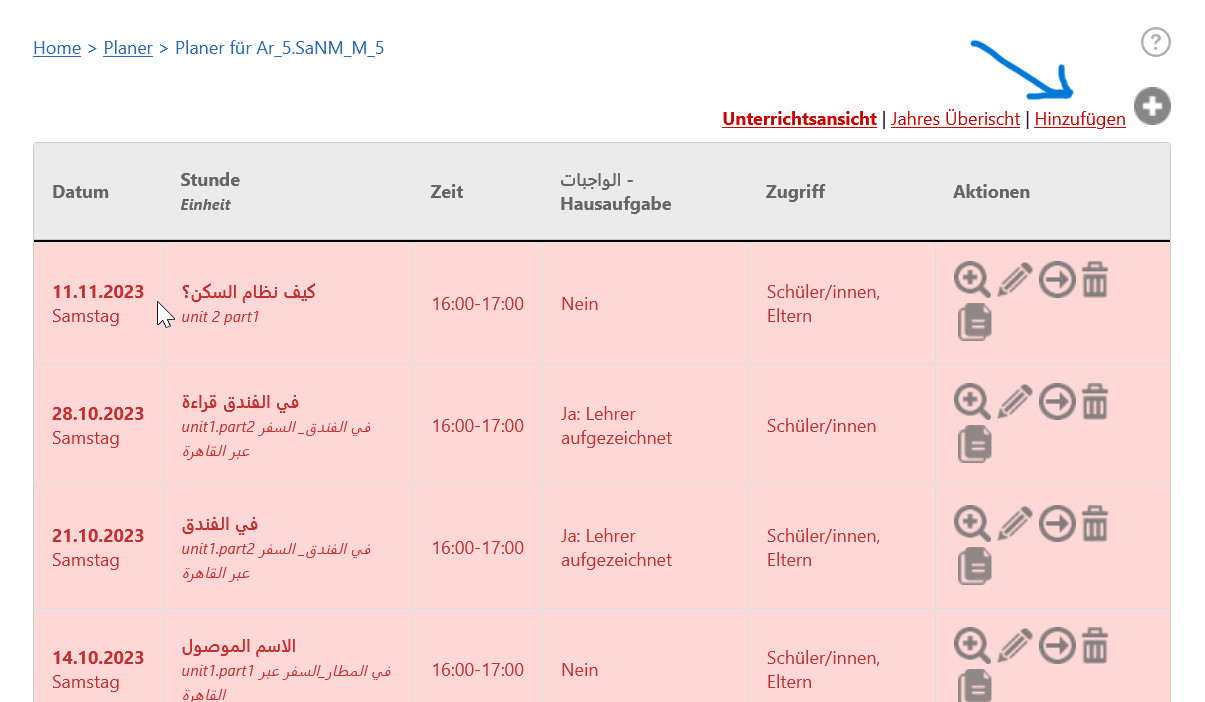 Home > Planer > Planer für Ar_5.SaNM_M_5
Unterrichtsansicht | Jahres Überischt | Hinzufügen
Datum
Stunde
Einheit
Zeit
الواجبات -
Hausaufgabe
Zugriff
Aktionen
11.11.2023
Samstag
كيف نظام السكن؟
unit 2 part1
16:00-17:00
Nein
Schüler/innen,
Eltern
28.10.2023
Samstag
في الفندق قراءة
unit1.part2 في الفندق_ السفر
عبر القاهرة
16:00-17:00
Ja: Lehrer
aufgezeichnet
Schüler/innen
21.10.2023
Samstag
في الفندق
unit1.part2 في الفندق_ السفر
عبر القاهرة
16:00-17:00
Ja: Lehrer
aufgezeichnet
Schüler/innen,
Eltern
14.10.2023
Samstag
الاسم الموصول
unit1.part1 في المطار_السفر عبر
القاهرة
16:00-17:00
Nein
Schüler/innen,
Eltern